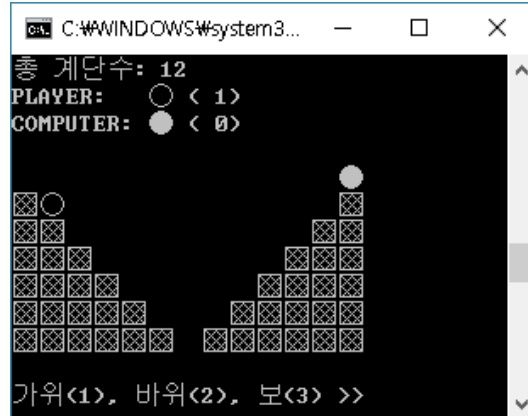 C:₩WINDOWS₩system3...
총 계단수: 12
PLAYER: ○ ( 1)
COMPUTER: ● ( 0)
가위(1), 바위(2), 보(3) >>